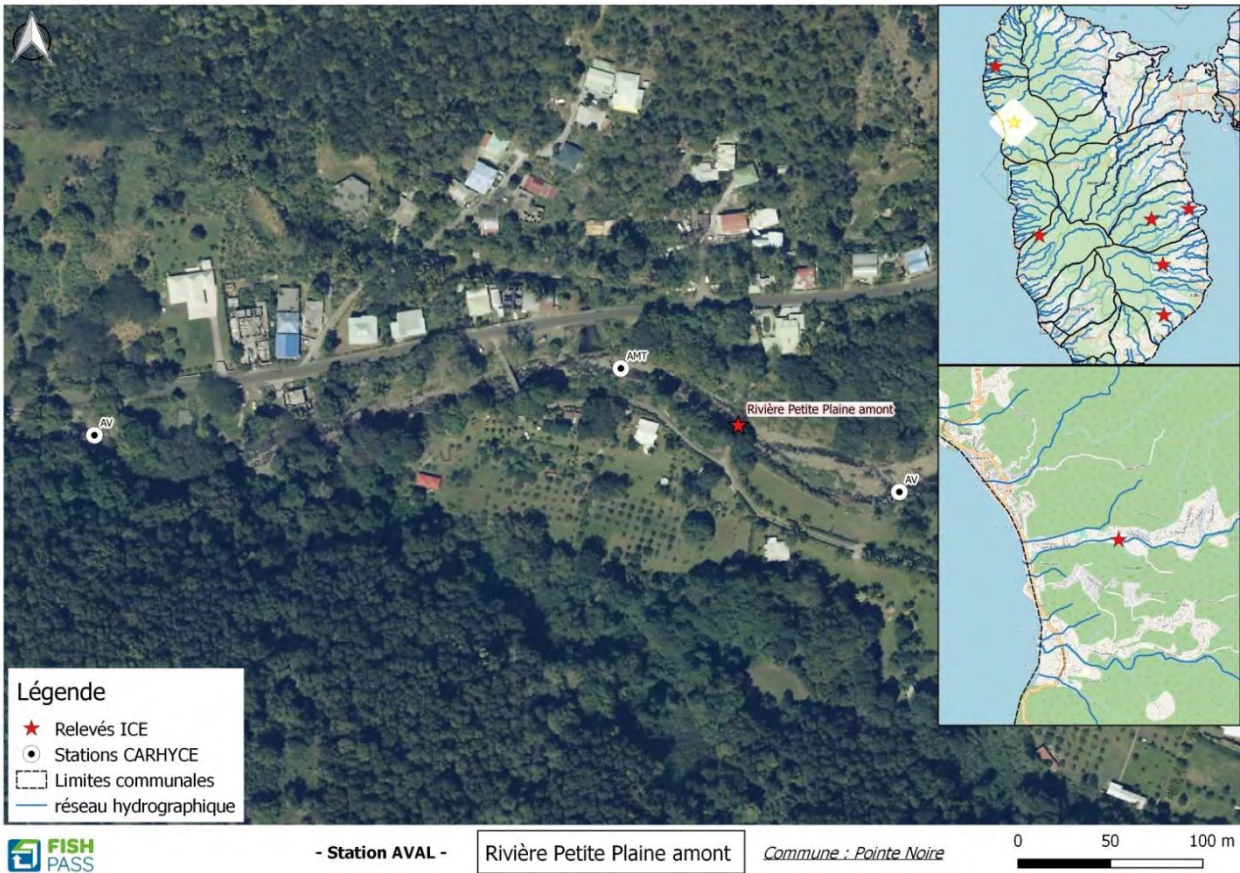 AMT
AV
Rivière Petite Plaine amont
AV
Légende
Relevés ICE
Stations CARHYCE
Limites communales
réseau hydrographique
FISH
PASS
- Station AVAL -
Rivière Petite Plaine amont
Commune : Pointe Noire
0 50 100 m